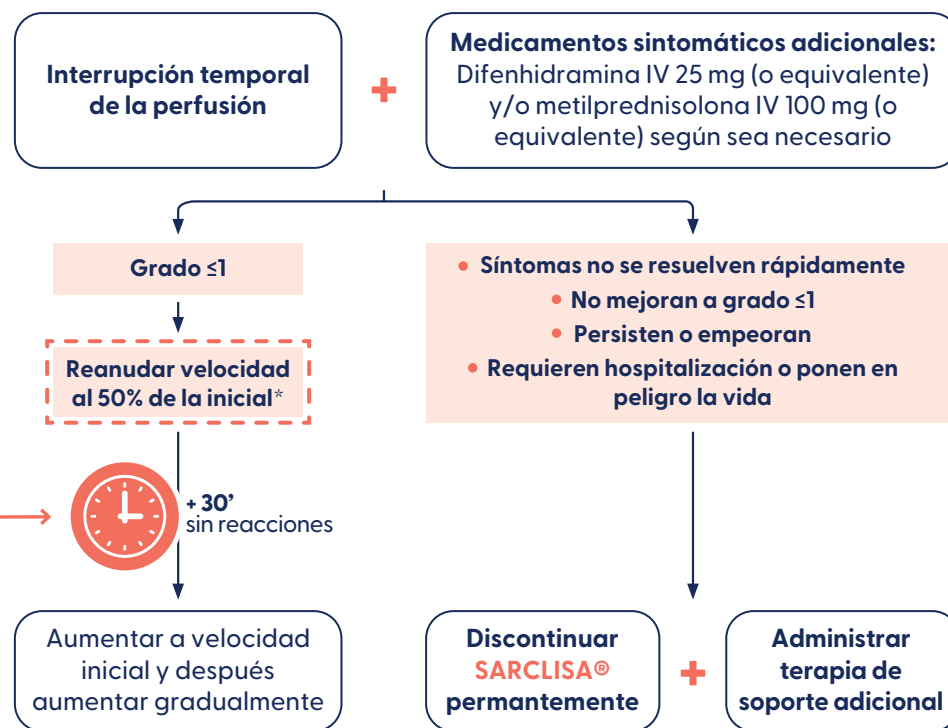 Interrupción temporal
de la perfusión
+
Medicamentos sintomáticos adicionales:
Difenhidramina IV 25 mg (o equivalente)
y/o metilprednisolona IV 100 mg (o
equivalente) según sea necesario
Grado ≤1
Reanudar velocidad
al 50% de la inicial*
+ 30’
sin reacciones
Aumentar a velocidad
inicial y después
aumentar gradualmente
• Síntomas no se resuelven rápidamente
• No mejoran a grado ≤1
• Persisten o empeoran
• Requieren hospitalización o ponen en
peligro la vida
Discontinuar
SARCLISA®
permantemente
+
Administrar
terapia de
soporte adicional